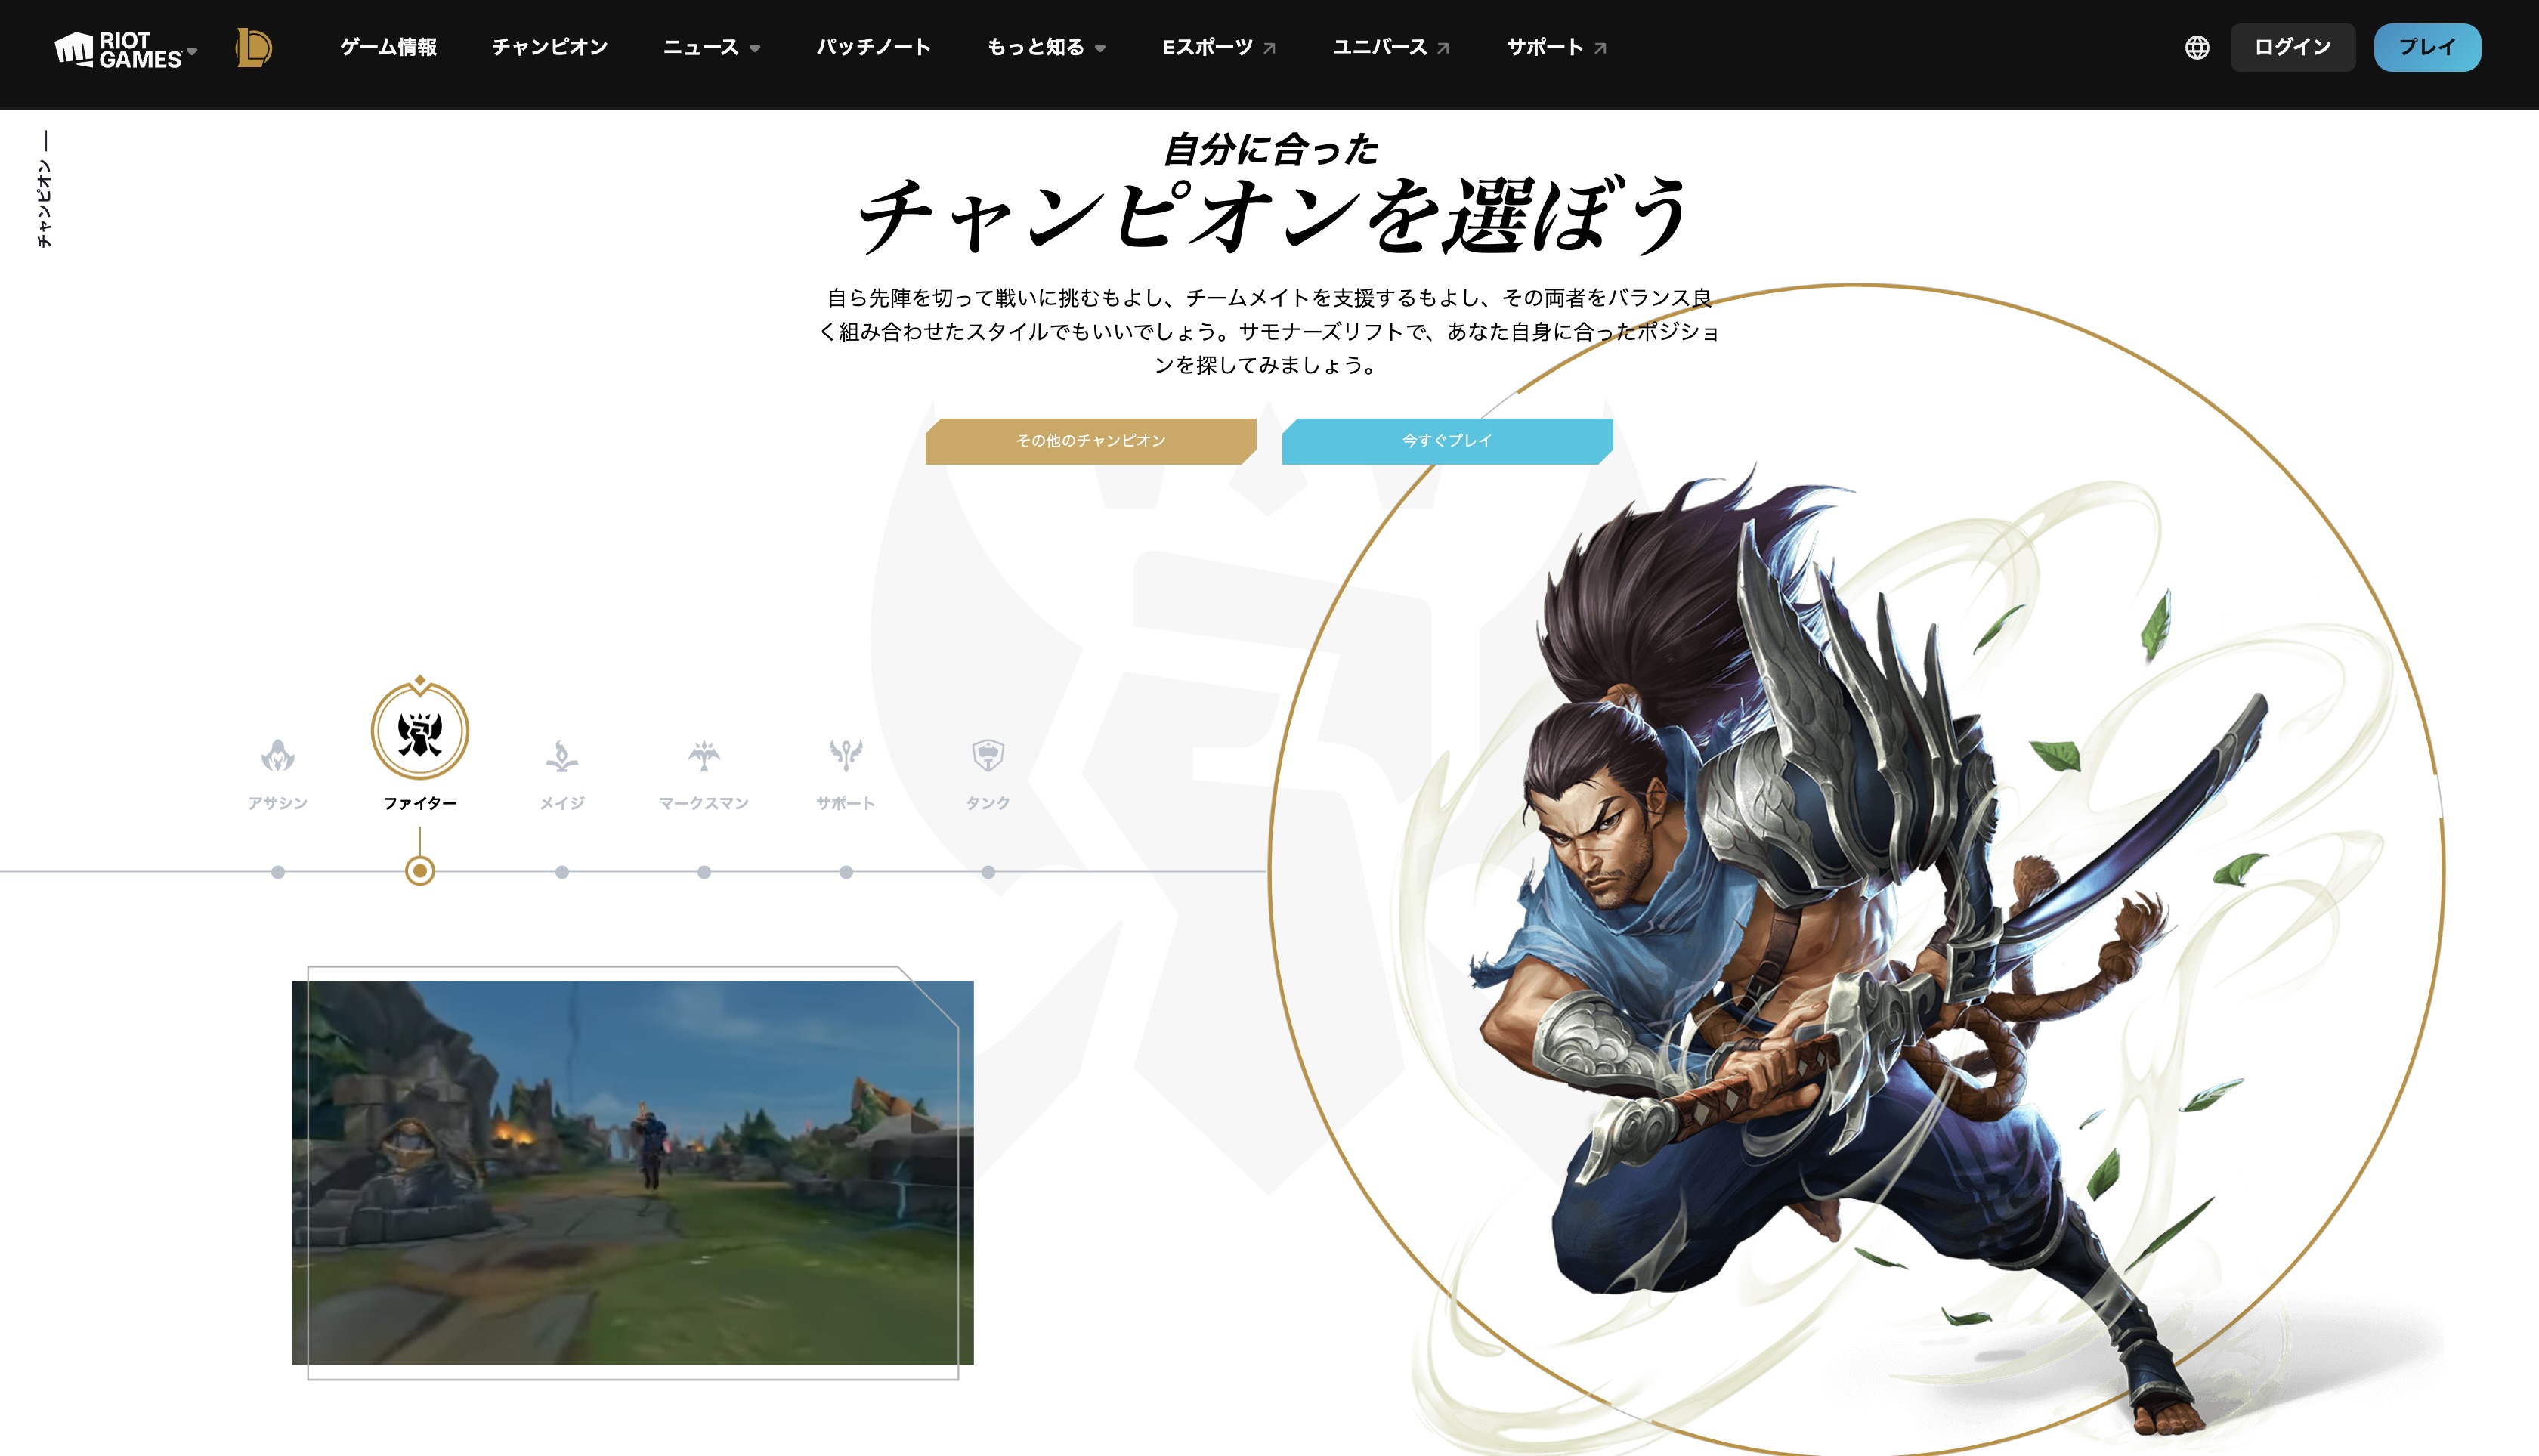 RIOT
GAMES
ゲーム情報
チャンピオン
ニュース
パッチノート
もっと知る
Eスポーツ
ユニバース
サポート
ログイン
プレイ
チャンピオン
自分に合った
チャンピオンを選ぼう
自ら先陣を切って戦いに挑むもよし、チームメイトを支援するもよし、その両者をバランス良
く組み合わせたスタイルでもいいでしょう。サモナーズリフトで、あなた自身に合ったポジショ
ンを探してみましょう。
その他のチャンピオン
今すぐプレイ
アサシン
ファイター
メイジ
マークスマン
サポート
タンク